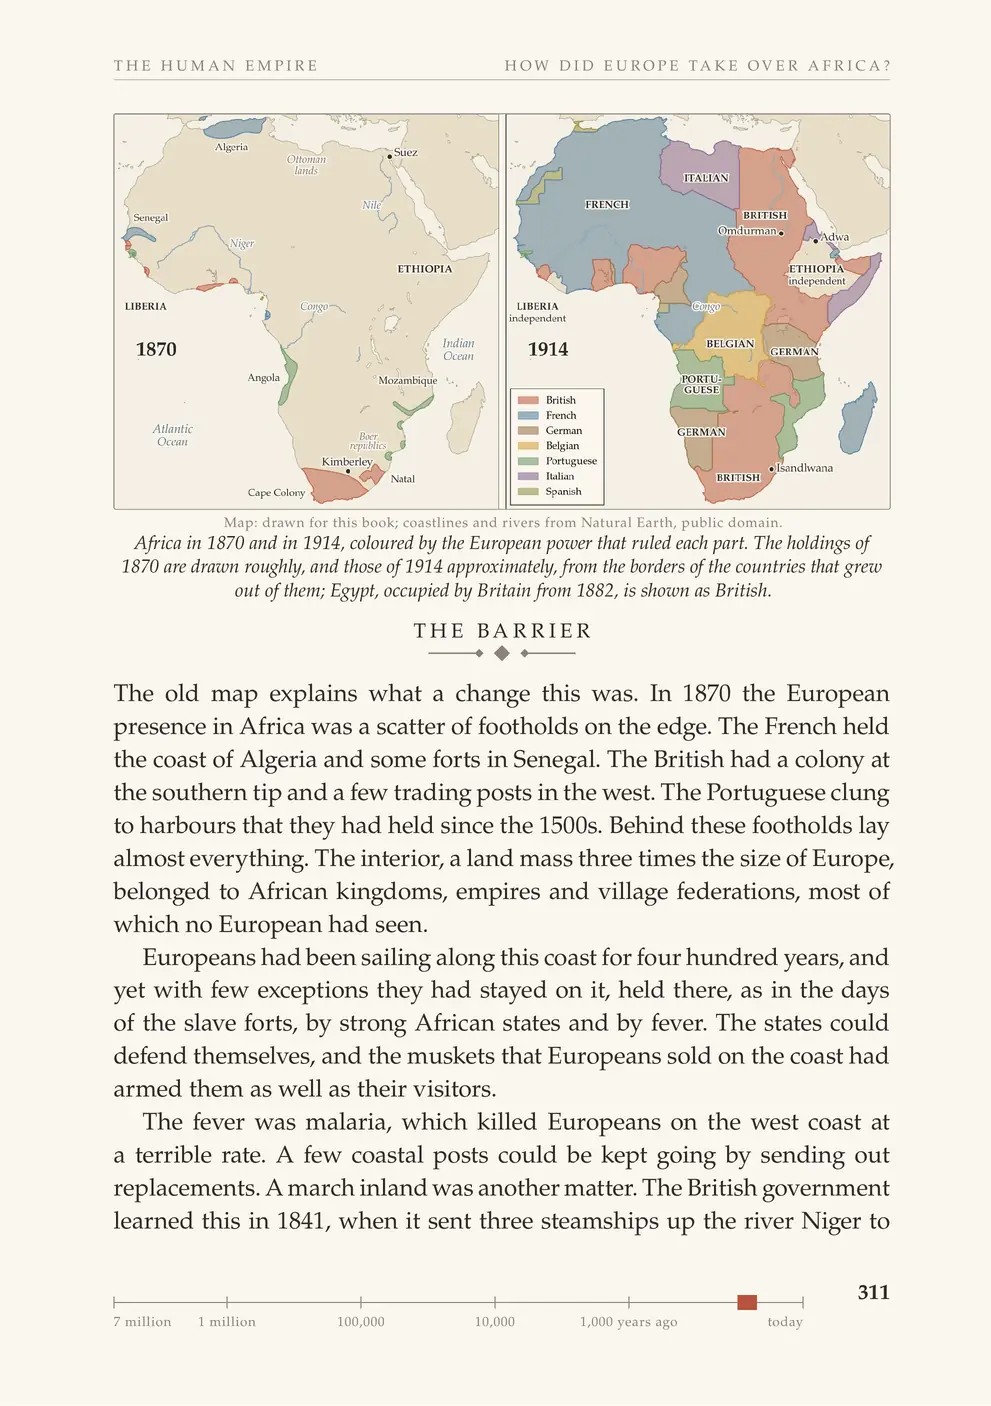 THE HUMAN EMPIRE
HOW DID EUROPE TAKE OVER AFRICA?
Algeria
Ottoman
lands
Suez
Nile
Senegal
Niger
ETHIOPIA
LIBERIA
Congo
1870
Indian
Ocean
Angola
Mozambique
Atlantic
Ocean
Boer
republics
Kimberley
Natal
Cape Colony
ITALIAN
FRENCH
BRITISH
Omdurman
Adwa
ETHIOPIA
independent
LIBERIA
independent
Congo
1914
BELGIAN
GERMAN
PORTU-
GUESE
GERMAN
BRITISH
Isandlwana
British
French
German
Belgian
Portuguese
Italian
Spanish
Map: drawn for this book; coastlines and rivers from Natural Earth, public domain.
Africa in 1870 and in 1914, coloured by the European power that ruled each part. The holdings of
1870 are drawn roughly, and those of 1914 approximately, from the borders of the countries that grew
out of them; Egypt, occupied by Britain from 1882, is shown as British.
THE BARRIER
The old map explains what a change this was. In 1870 the European
presence in Africa was a scatter of footholds on the edge. The French held
the coast of Algeria and some forts in Senegal. The British had a colony at
the southern tip and a few trading posts in the west. The Portuguese clung
to harbours that they had held since the 1500s. Behind these footholds lay
almost everything. The interior, a land mass three times the size of Europe,
belonged to African kingdoms, empires and village federations, most of
which no European had seen.
Europeans had been sailing along this coast for four hundred years, and
yet with few exceptions they had stayed on it, held there, as in the days
of the slave forts, by strong African states and by fever. The states could
defend themselves, and the muskets that Europeans sold on the coast had
armed them as well as their visitors.
The fever was malaria, which killed Europeans on the west coast at
a terrible rate. A few coastal posts could be kept going by sending out
replacements. A march inland was another matter. The British government
learned this in 1841, when it sent three steamships up the river Niger to
311
7 million
1 million
100,000
10,000
1,000 years ago
today